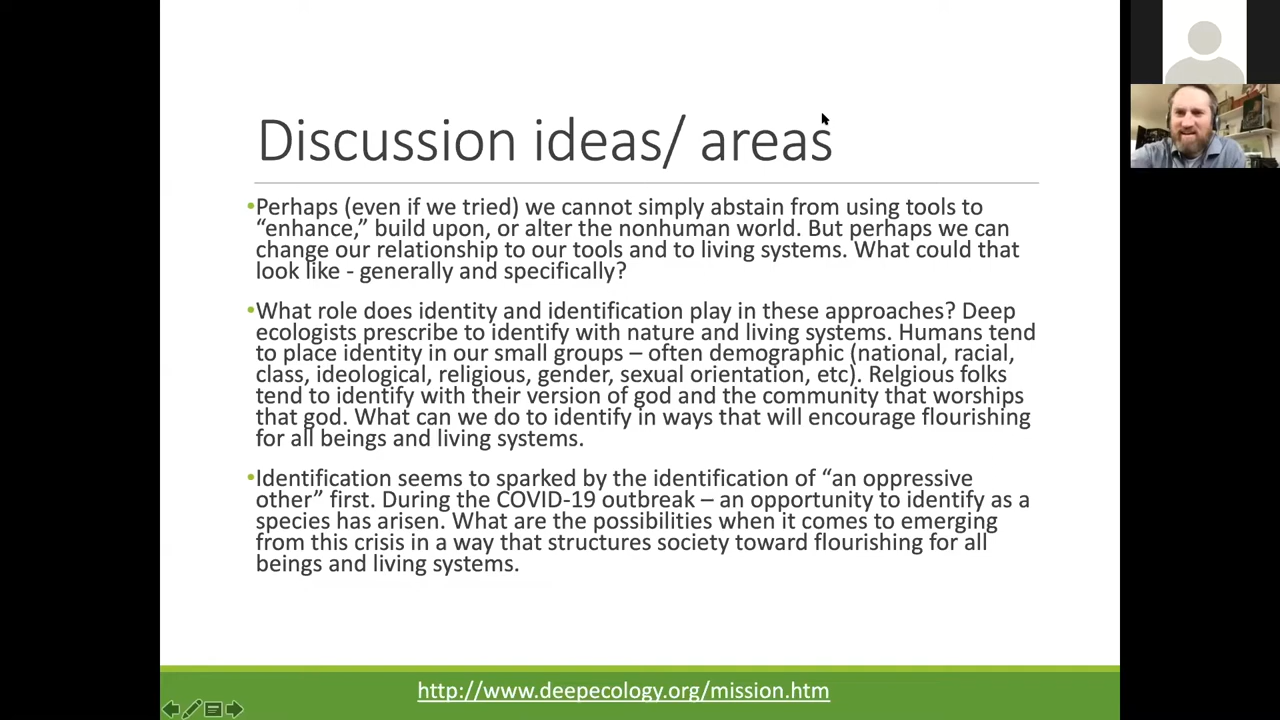 Discussion ideas/ areas
•Perhaps (even if we tried) we cannot simply abstain from using tools to
“enhance,” build upon, or alter the nonhuman world. But perhaps we can
change our relationship to our tools and to living systems. What could that
look like - generally and specifically?
•What role does identity and identification play in these approaches? Deep
ecologists prescribe to identify with nature and living systems. Humans tend
to place identity in our small groups – often demographic (national, racial,
class, ideological, religious, gender, sexual orientation, etc). Relgious folks
tend to identify with their version of god and the community that worships
that god. What can we do to identify in ways that will encourage flourishing
for all beings and living systems.
•Identification seems to sparked by the identification of “an oppressive
other” first. During the COVID-19 outbreak – an opportunity to identify as a
species has arisen. What are the possibilities when it comes to emerging
from this crisis in a way that structures society toward flourishing for all
beings and living systems.
http://www.deepecology.org/mission.htm